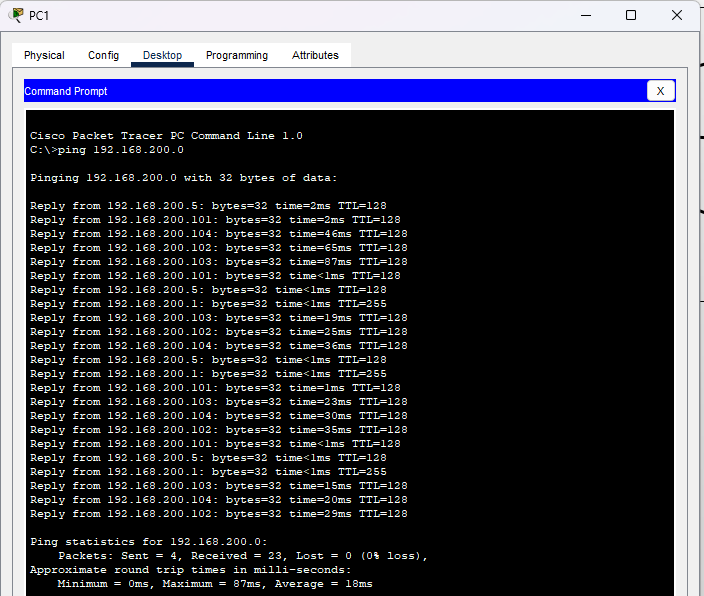 PC1
Physical Config Desktop Programming Attributes
Command Prompt X
Cisco Packet Tracer PC Command Line 1.0
C:\>ping 192.168.200.0
Pinging 192.168.200.0 with 32 bytes of data:
Reply from 192.168.200.5: bytes=32 time=2ms TTL=128
Reply from 192.168.200.101: bytes=32 time=2ms TTL=128
Reply from 192.168.200.104: bytes=32 time=46ms TTL=128
Reply from 192.168.200.102: bytes=32 time=65ms TTL=128
Reply from 192.168.200.103: bytes=32 time=87ms TTL=128
Reply from 192.168.200.101: bytes=32 time<1ms TTL=128
Reply from 192.168.200.5: bytes=32 time<1ms TTL=128
Reply from 192.168.200.1: bytes=32 time<1ms TTL=255
Reply from 192.168.200.103: bytes=32 time=19ms TTL=128
Reply from 192.168.200.102: bytes=32 time=25ms TTL=128
Reply from 192.168.200.104: bytes=32 time=36ms TTL=128
Reply from 192.168.200.5: bytes=32 time<1ms TTL=128
Reply from 192.168.200.1: bytes=32 time<1ms TTL=255
Reply from 192.168.200.101: bytes=32 time=1ms TTL=128
Reply from 192.168.200.103: bytes=32 time=23ms TTL=128
Reply from 192.168.200.104: bytes=32 time=30ms TTL=128
Reply from 192.168.200.102: bytes=32 time=35ms TTL=128
Reply from 192.168.200.101: bytes=32 time<1ms TTL=128
Reply from 192.168.200.5: bytes=32 time<1ms TTL=128
Reply from 192.168.200.1: bytes=32 time<1ms TTL=255
Reply from 192.168.200.103: bytes=32 time=15ms TTL=128
Reply from 192.168.200.104: bytes=32 time=20ms TTL=128
Reply from 192.168.200.102: bytes=32 time=29ms TTL=128
Ping statistics for 192.168.200.0:
Packets: Sent = 4, Received = 23, Lost = 0 (0% loss),
Approximate round trip times in milli-seconds:
Minimum = 0ms, Maximum = 87ms, Average = 18ms